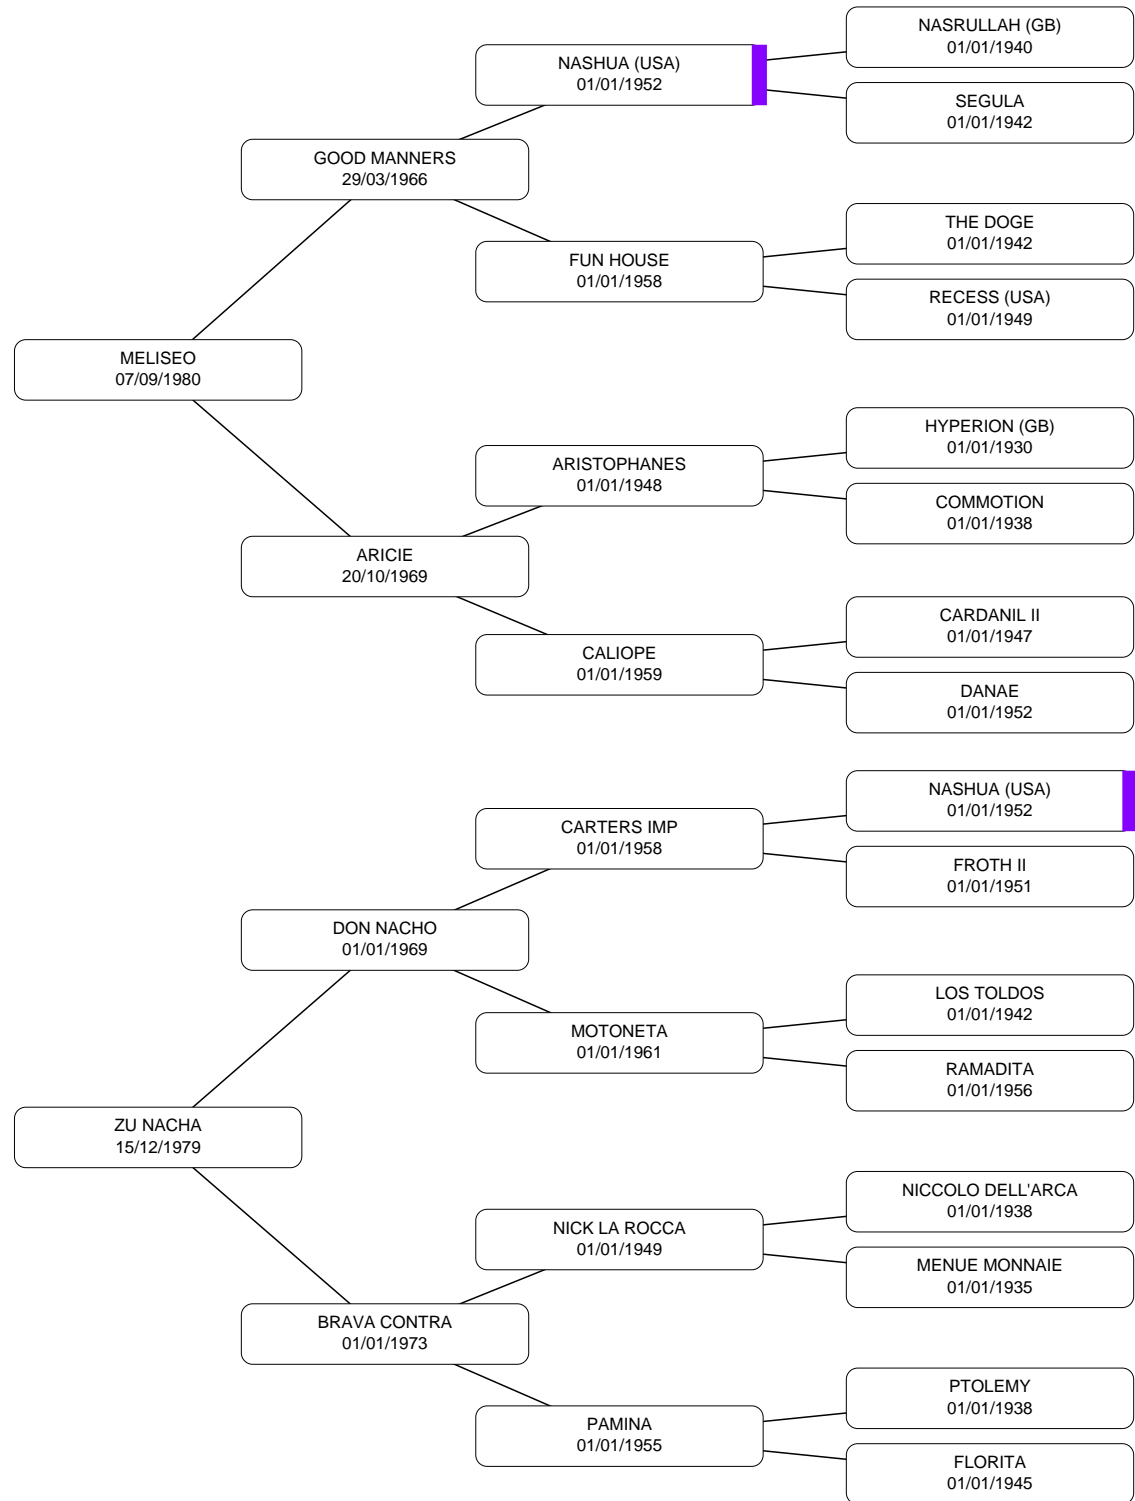 NASRULLAH (GB)
01/01/1940
NASHUA (USA)
01/01/1952
SEGULA
01/01/1942
GOOD MANNERS
29/03/1966
THE DOGE
01/01/1942
FUN HOUSE
01/01/1958
RECESS (USA)
01/01/1949
MELISEO
07/09/1980
HYPERION (GB)
01/01/1930
ARISTOPHANES
01/01/1948
COMMOTION
01/01/1938
ARICIE
20/10/1969
CARDANIL II
01/01/1947
CALIOPE
01/01/1959
DANAE
01/01/1952
NASHUA (USA)
01/01/1952
CARTERS IMP
01/01/1958
FROTH II
01/01/1951
DON NACHO
01/01/1969
LOS TOLDOS
01/01/1942
MOTONETA
01/01/1961
RAMADITA
01/01/1956
ZU NACHA
15/12/1979
NICCOLO DELL'ARCA
01/01/1938
NICK LA ROCCA
01/01/1949
MENUE MONNAIE
01/01/1935
BRAVA CONTRA
01/01/1973
PTOLEMY
01/01/1938
PAMINA
01/01/1955
FLORITA
01/01/1945